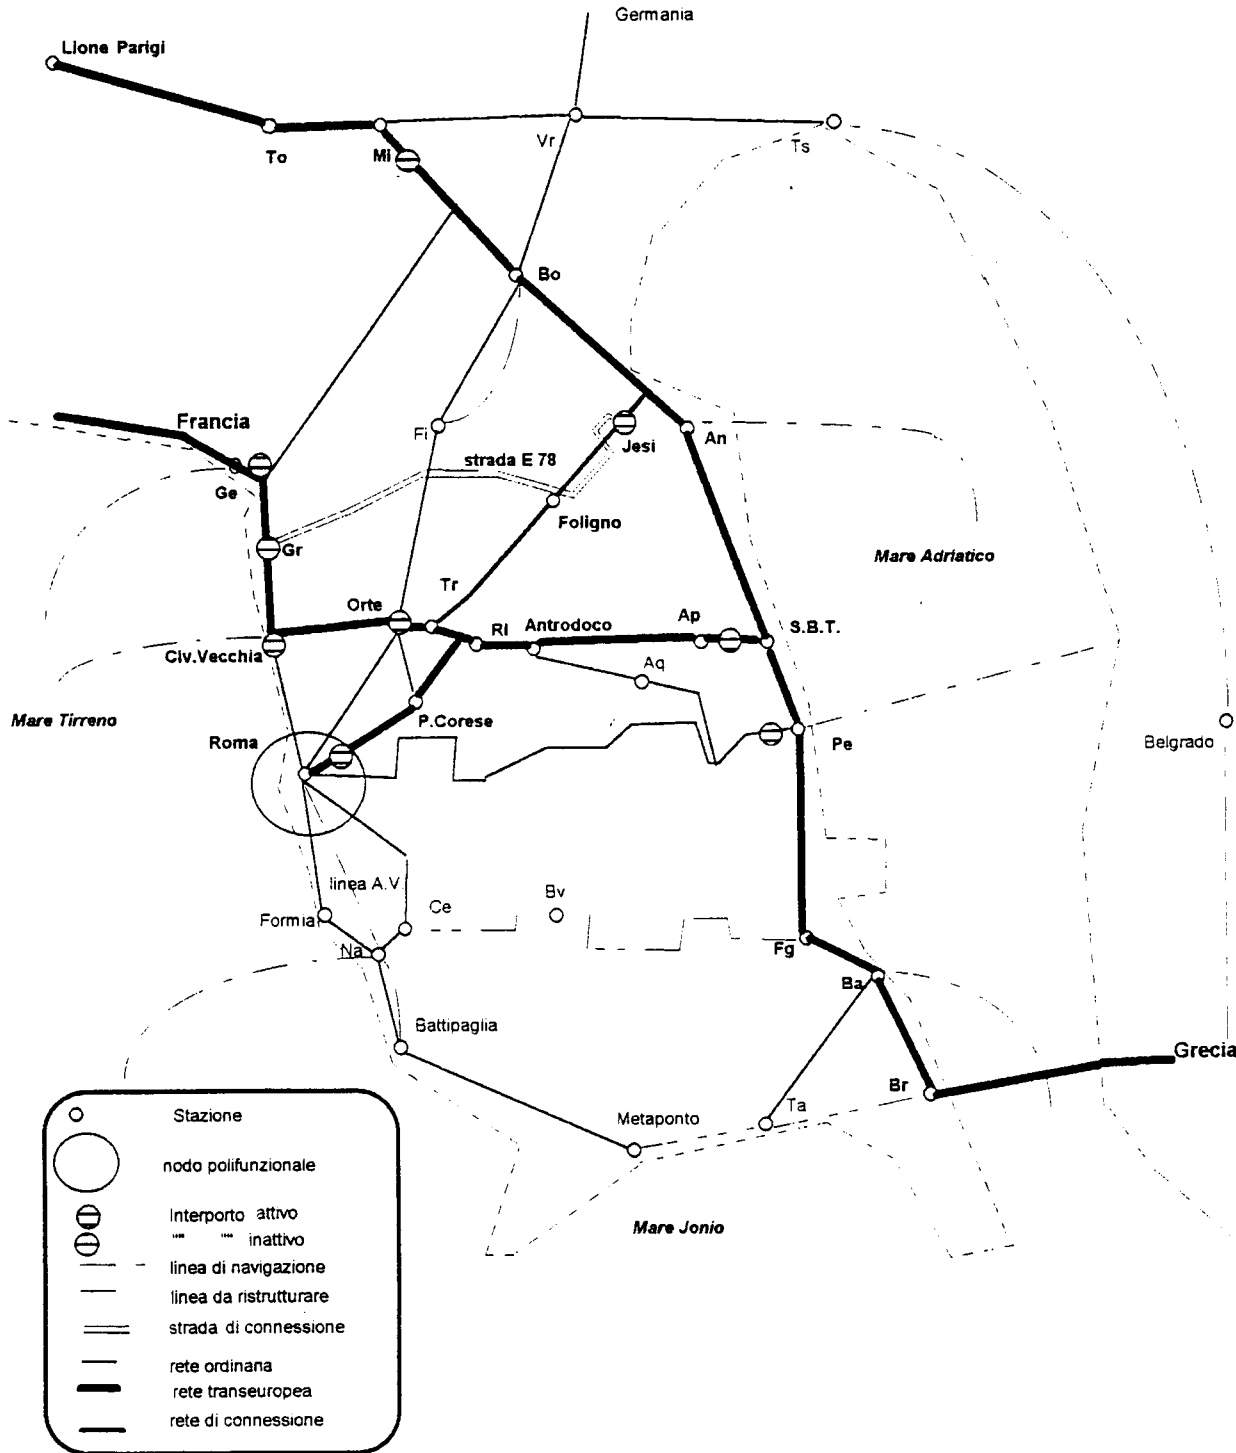 Germania
Lione Parigi
To
Mi
Vr
Ts
Bo
Francia
Fi
Jesi
An
strada E 78
Ge
Foligno
Gr
Mare Adriatico
Tr
Orte
Ap
S.B.T.
RI
Antrodoco
Civ.Vecchia
Aq
Mare Tirreno
P.Corese
Roma
Pe
Belgrado
linea A.V.
Bv
Formia
Ce
Na
Fg
Ba
Battipaglia
Grecia
Br
Metaponto
Ta
Stazione
nodo polifunzionale
Interporto attivo
"" "" inattivo
linea di navigazione
linea da ristrutturare
strada di connessione
rete ordinana
rete transeuropea
rete di connessione
Mare Jonio